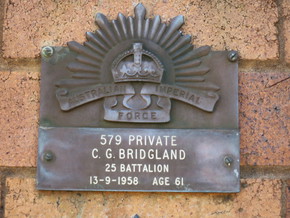 AUSTRALIAN IMPERIAL
FORCE
579 PRIVATE
C. G. BRIDGLAND
25 BATTALION
13-9-1958 AGE 61